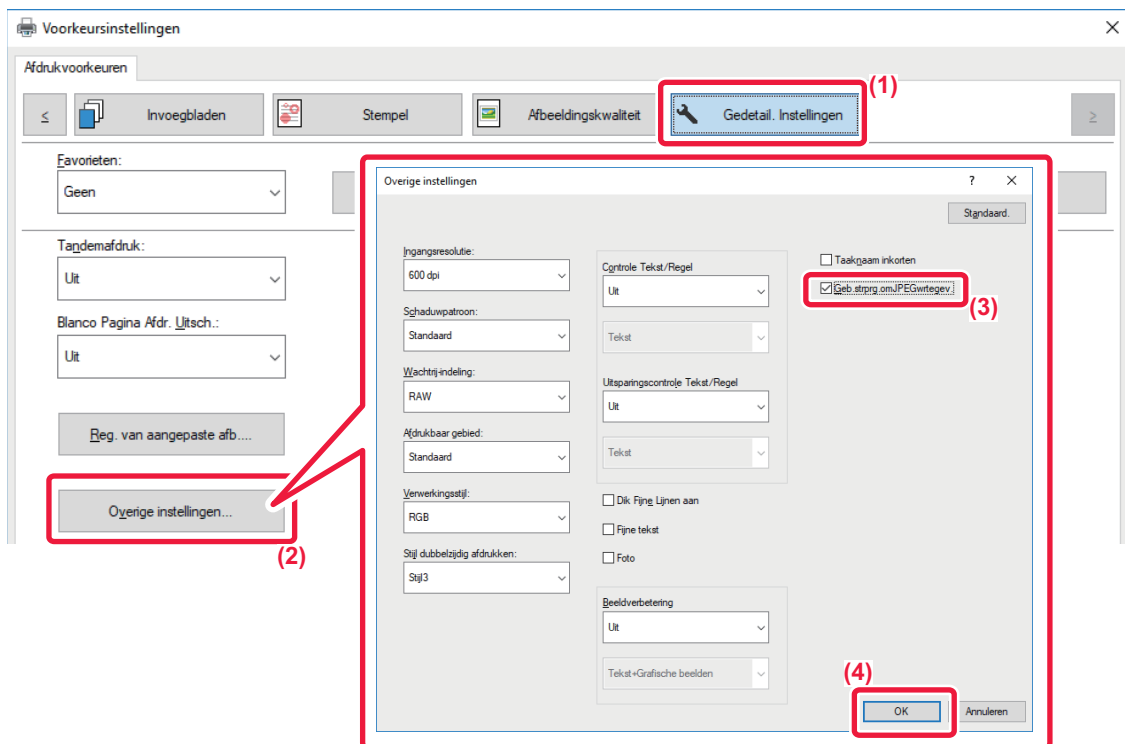 Voorkeursinstellingen
Afdrukvoorkeuren
(1)
<
Invoegbladen
Stempel
Afbeeldingskwaliteit
Gedetail. Instellingen
>
Favorieten:
Geen
Tandemafdruk:
Uit
Blanco Pagina Afdr. Uitsch.:
Uit
Reg. van aangepaste afb....
Overige instellingen...
(2)
Overige instellingen
?
Standaard.
Ingangsresolutie:
600 dpi
Schaduwpatroon:
Standaard
Wachtrij-indeling:
RAW
Afdrukbaar gebied:
Standaard
Verwerkingsstijl:
RGB
Stijl dubbelzijdig afdrukken:
Stijl3
Controle Tekst/Regel
Uit
Tekst
Uitsparingscontrole Tekst/Regel
Uit
Tekst
Dik Fijne Lijnen aan
Fijne tekst
Foto
Beeldverbetering
Uit
Tekst+Grafische beelden
Taaknaam inkorten
Geb.strprg.omJPEGwrtegev.
(3)
(4)
OK
Annuleren